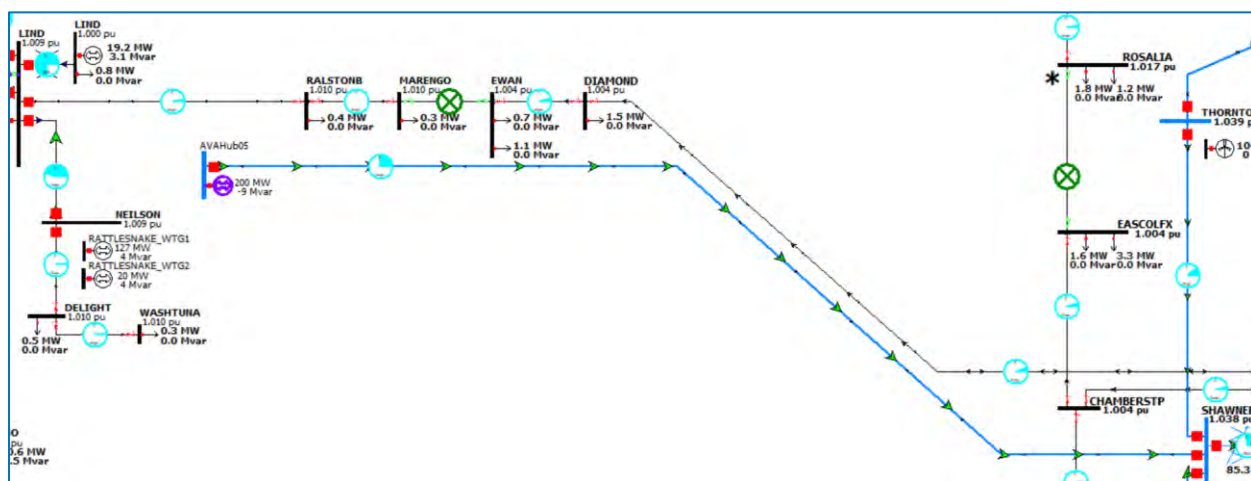 LIND
1.009 pu
LIND
1.000 pu
19.2 MW
3.1 Mvar
0.8 MW
0.0 Mvar
RALSTONB
1.010 pu
0.4 MW
0.0 Mvar
MARENGO
1.010 pu
0.3 MW
0.0 Mvar
EWAN
1.004 pu
0.7 MW
0.0 Mvar
1.1 MW
0.0 Mvar
DIAMOND
1.004 pu
1.5 MW
0.0 Mvar
ROSALIA
1.017 pu
*
1.8 MW 1.2 MW
0.0 Mvar 0.0 Mvar
THORNTO
1.039 p
10
0
AVAHub05
200 MW
-9 Mvar
NEILSON
1.009 pu
RATTLESNAKE_WTG1
127 MW
4 Mvar
RATTLESNAKE_WTG2
20 MW
4 Mvar
EASCOLFX
1.004 pu
1.6 MW 3.3 MW
0.0 Mvar 0.0 Mvar
DELIGHT
1.010 pu
0.5 MW
0.0 Mvar
WASHTUNA
1.010 pu
0.3 MW
0.0 Mvar
CHAMBERSTP
1.004 pu
SHAWNE
1.038 pu
85.3
O
pu
0.6 MW
.5 Mvar